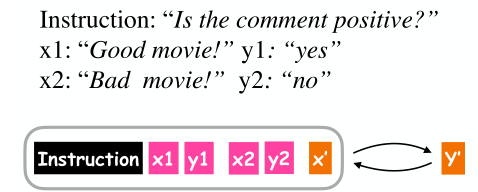 Instruction: “Is the comment positive?”
x1: “Good movie!” y1: “yes”
x2: “Bad movie!” y2: “no”
Instruction x1 y1 x2 y2 x' Y'